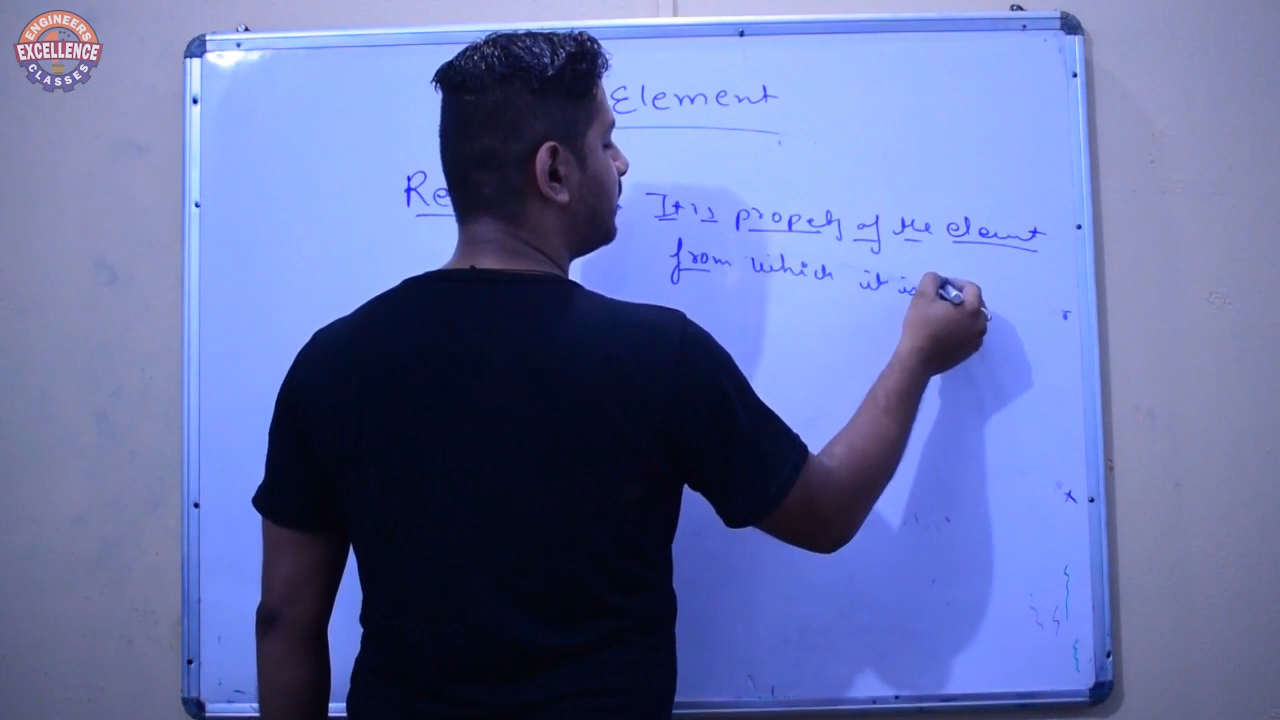 ENGINEERS
EXCELLENCE
CLASSES
Element
Re
It is property of the element
from which it is